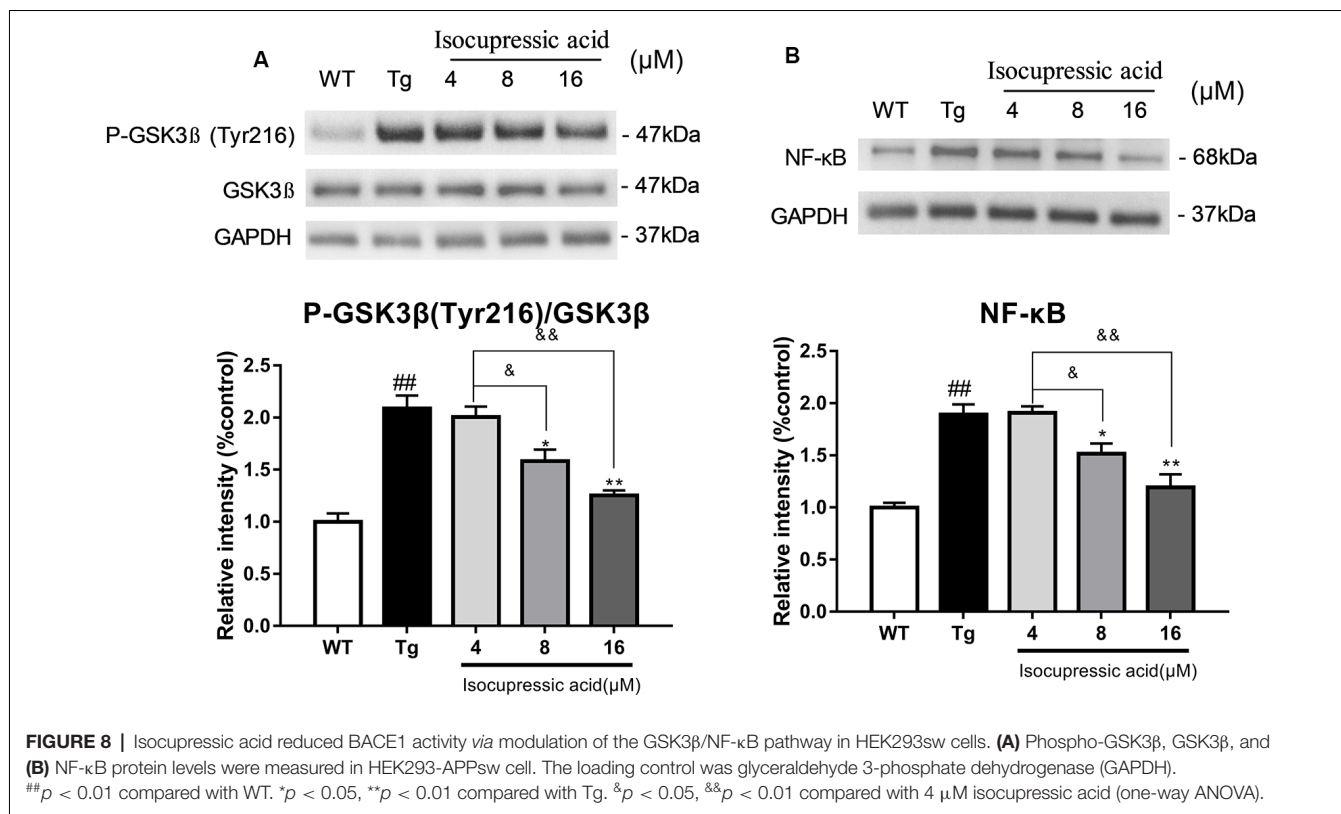 A
Isocupressic acid
(µM)
WT Tg 4 8 16
P-GSK3ß (Tyr216)
- 47kDa
GSK3ß
- 47kDa
GAPDH
- 37kDa
P-GSK3β(Tyr216)/GSK3β
Relative intensity (%control)
2.5
2.0
1.5
1.0
0.5
0.0
##
&
&&
*
**
WT Tg 4 8 16
Isocupressic acid(µM)
B
Isocupressic acid
(µM)
WT Tg 4 8 16
NF-κB
- 68kDa
GAPDH
- 37kDa
NF-κB
Relative intensity (%control)
2.5
2.0
1.5
1.0
0.5
0.0
##
&
&&
*
**
WT Tg 4 8 16
Isocupressic acid(µM)
FIGURE 8 | Isocupressic acid reduced BACE1 activity via modulation of the GSK3β/NF-κB pathway in HEK293sw cells. (A) Phospho-GSK3β, GSK3β, and
(B) NF-κB protein levels were measured in HEK293-APPsw cell. The loading control was glyceraldehyde 3-phosphate dehydrogenase (GAPDH).
##p < 0.01 compared with WT. *p < 0.05, **p < 0.01 compared with Tg. &p < 0.05, &&p < 0.01 compared with 4 µM isocupressic acid (one-way ANOVA).